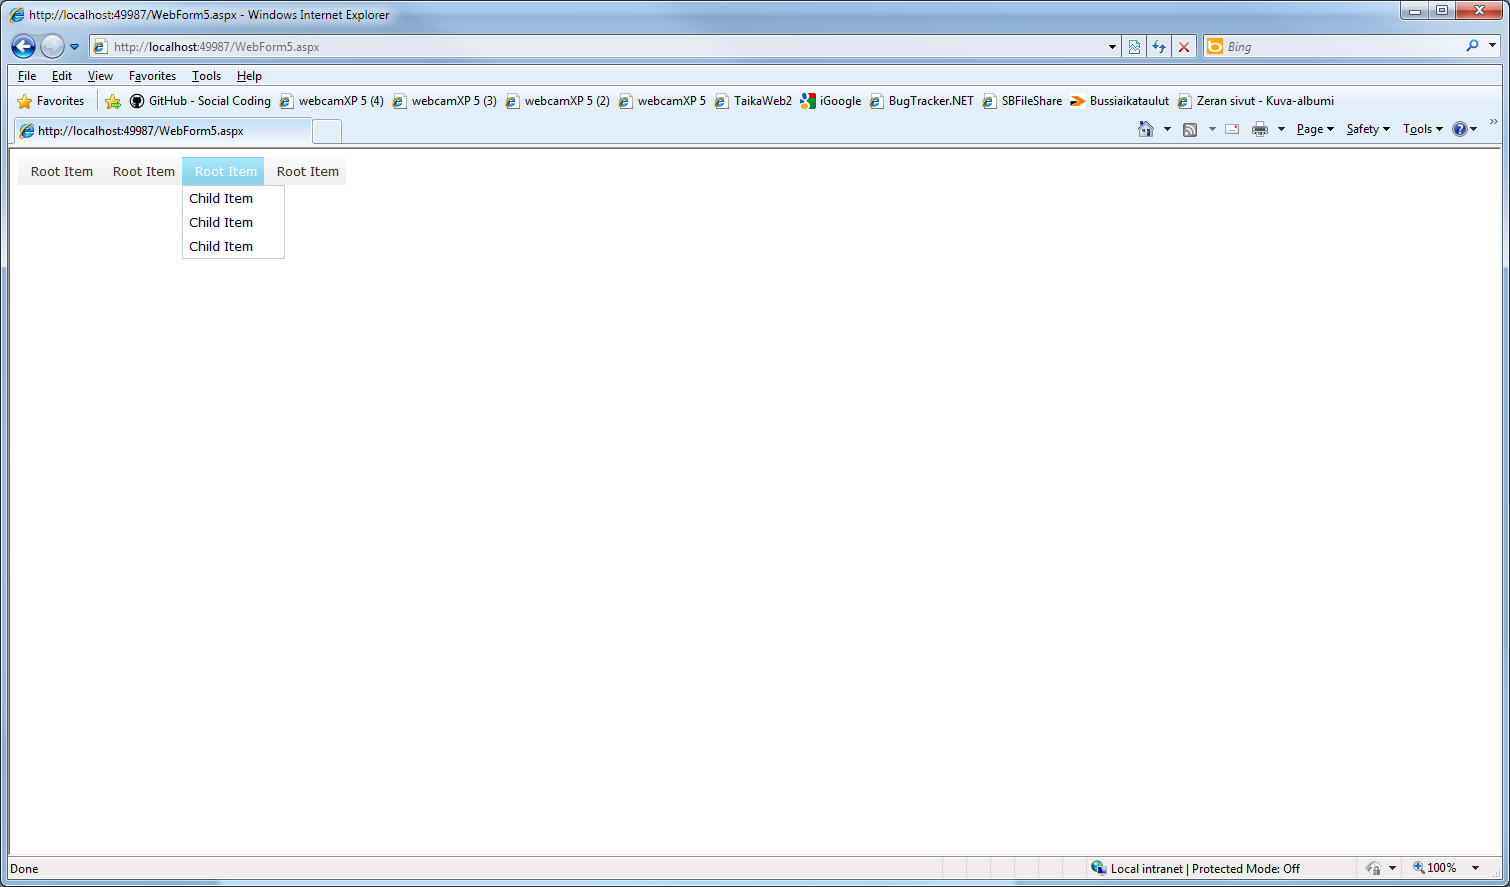 http://localhost:49987/WebForm5.aspx - Windows Internet Explorer
http://localhost:49987/WebForm5.aspx Bing
File Edit View Favorites Tools Help
Favorites GitHub - Social Coding webcamXP 5 (4) webcamXP 5 (3) webcamXP 5 (2) webcamXP 5 TaikaWeb2 iGoogle BugTracker.NET SBFileShare Bussiaikataulut Zeran sivut - Kuva-albumi
http://localhost:49987/WebForm5.aspx Page Safety Tools
Root Item Root Item Root Item Root Item
Child Item
Child Item
Child Item
Done Local intranet | Protected Mode: Off 100%